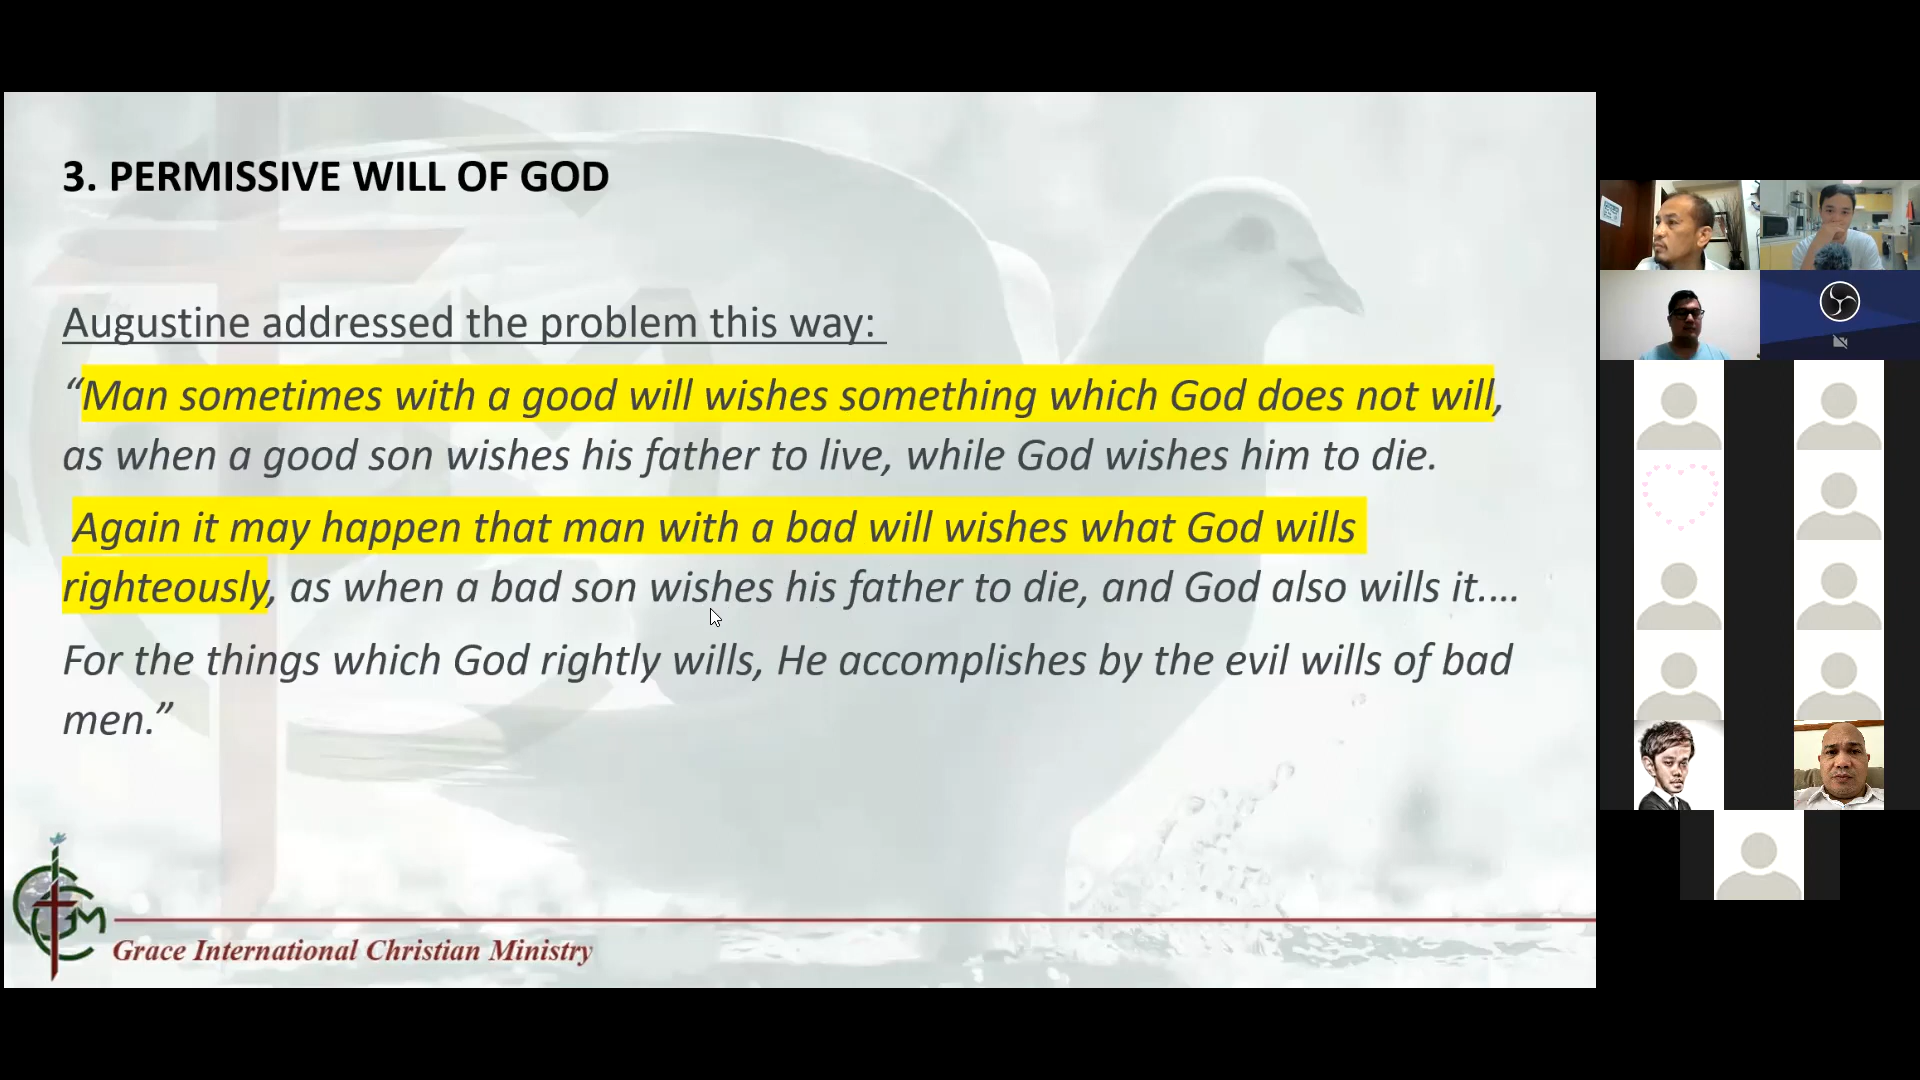 3. PERMISSIVE WILL OF GOD
Augustine addressed the problem this way:
“Man sometimes with a good will wishes something which God does not will,
as when a good son wishes his father to live, while God wishes him to die.
Again it may happen that man with a bad will wishes what God wills
righteously, as when a bad son wishes his father to die, and God also wills it.…
For the things which God rightly wills, He accomplishes by the evil wills of bad
men.”
Grace International Christian Ministry